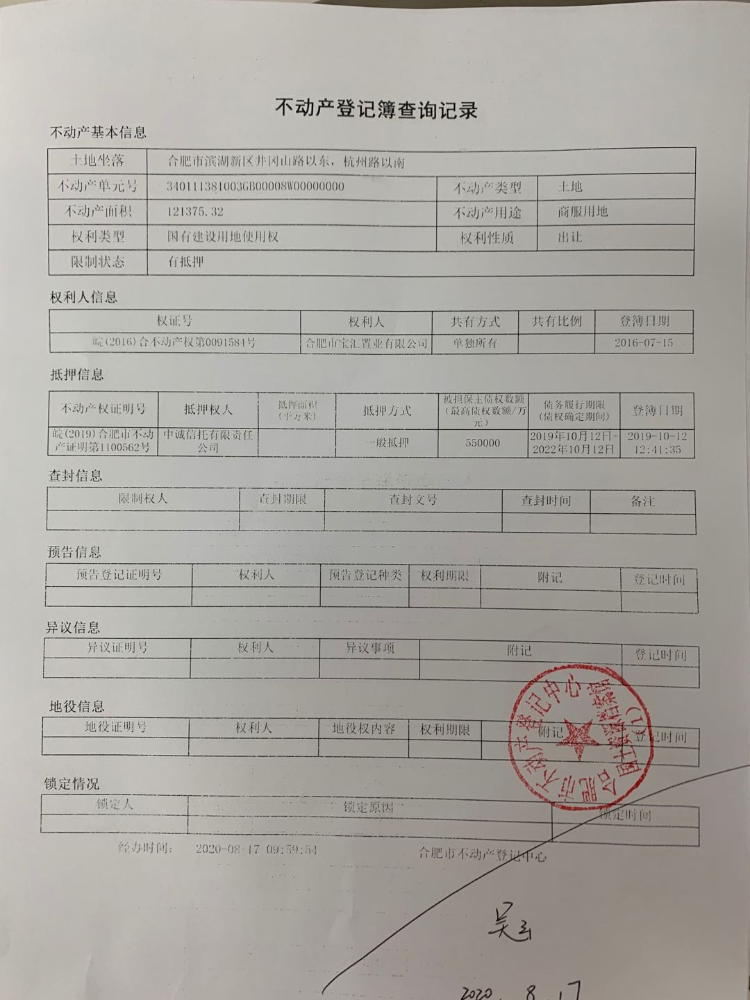 不动产登记簿查询记录
不动产基本信息
土地坐落 合肥市滨湖新区井冈山路以东，杭州路以南
不动产单元号 340111381003GB00008W00000000 不动产类型 土地
不动产面积 121375.32 不动产用途 商服用地
权利类型 国有建设用地使用权 权利性质 出让
限制状态 有抵押
权利人信息
权证号 权利人 共有方式 共有比例 登簿日期
皖(2016)合不动产权第0091584号 合肥市宝汇置业有限公司 单独所有 2016-07-15
抵押信息
不动产权证明号 抵押权人 抵押面积(平方米) 抵押方式 被担保主债权数额(最高债权数额/万元) 债务履行期限(债权确定期间) 登簿日期
皖(2019)合肥市不动产证明第1100562号 中诚信托有限责任公司 一般抵押 550000 2019年10月12日-2022年10月12日 2019-10-12 12:41:35
查封信息
限制权人 查封期限 查封文号 查封时间 备注
预告信息
预告登记证明号 权利人 预告登记种类 权利期限 附记 登记时间
异议信息
异议证明号 权利人 异议事项 附记 登记时间
地役信息
地役证明号 权利人 地役权内容 权利期限 附记 登记时间
锁定情况
锁定人 锁定原因 锁定时间
经办时间： 2020-08-17 09:59:54 合肥市不动产登记中心
合肥市不动产登记中心
(1)
2020. 8. 17